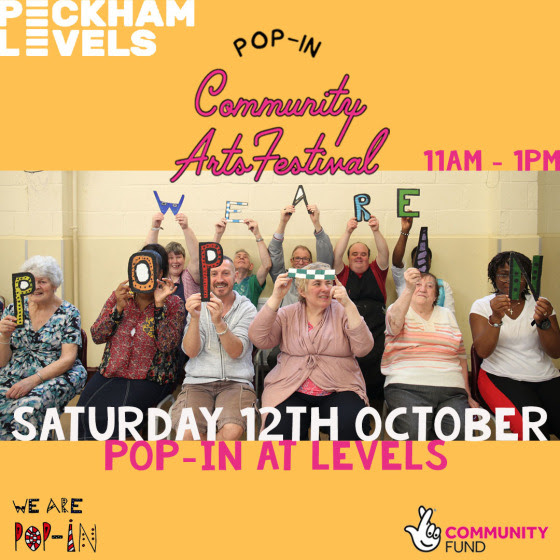 PECKHAM
LEVELS
POP-IN
Community
Arts Festival
11AM - 1PM
WE ARE
POP-IN
SATURDAY 12TH OCTOBER
POP-IN AT LEVELS
WE ARE
POP-IN
COMMUNITY
FUND